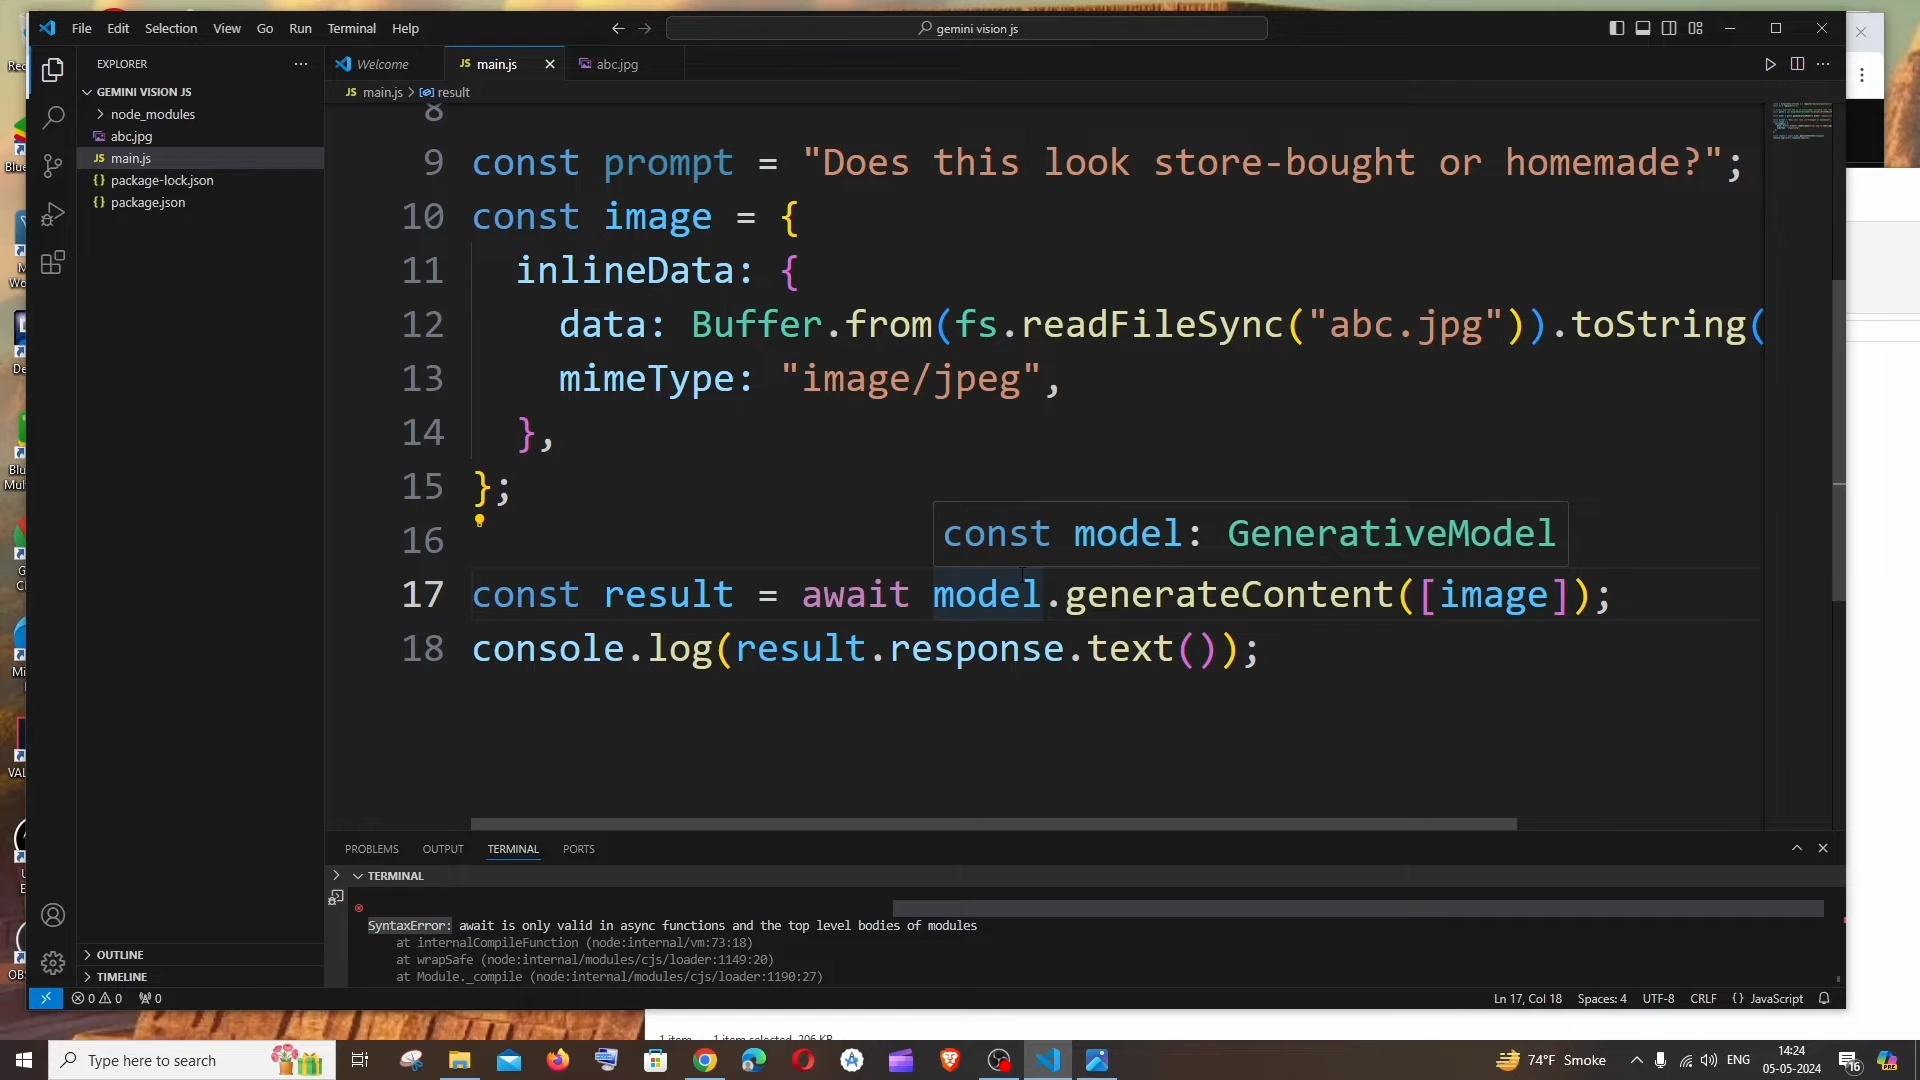 File Edit Selection View Go Run Terminal Help
gemini vision js
EXPLORER
GEMINI VISION JS
node_modules
abc.jpg
JS main.js
{} package-lock.json
{} package.json
OUTLINE
TIMELINE
Welcome
JS main.js
abc.jpg
JS main.js > result
8
9 const prompt = "Does this look store-bought or homemade?";
10 const image = {
11 inlineData: {
12 data: Buffer.from(fs.readFileSync("abc.jpg")).toString(
13 mimeType: "image/jpeg",
14 },
15 };
16
const model: GenerativeModel
17 const result = await model.generateContent([image]);
18 console.log(result.response.text());
PROBLEMS OUTPUT TERMINAL PORTS
TERMINAL
SyntaxError: await is only valid in async functions and the top level bodies of modules
at internalCompileFunction (node:internal/vm:73:18)
at wrapSafe (node:internal/modules/cjs/loader:1149:20)
at Module._compile (node:internal/modules/cjs/loader:1190:27)
0 0 0
Ln 17, Col 18 Spaces: 4 UTF-8 CRLF {} JavaScript
Type here to search
74°F Smoke
ENG
14:24
05-05-2024
16